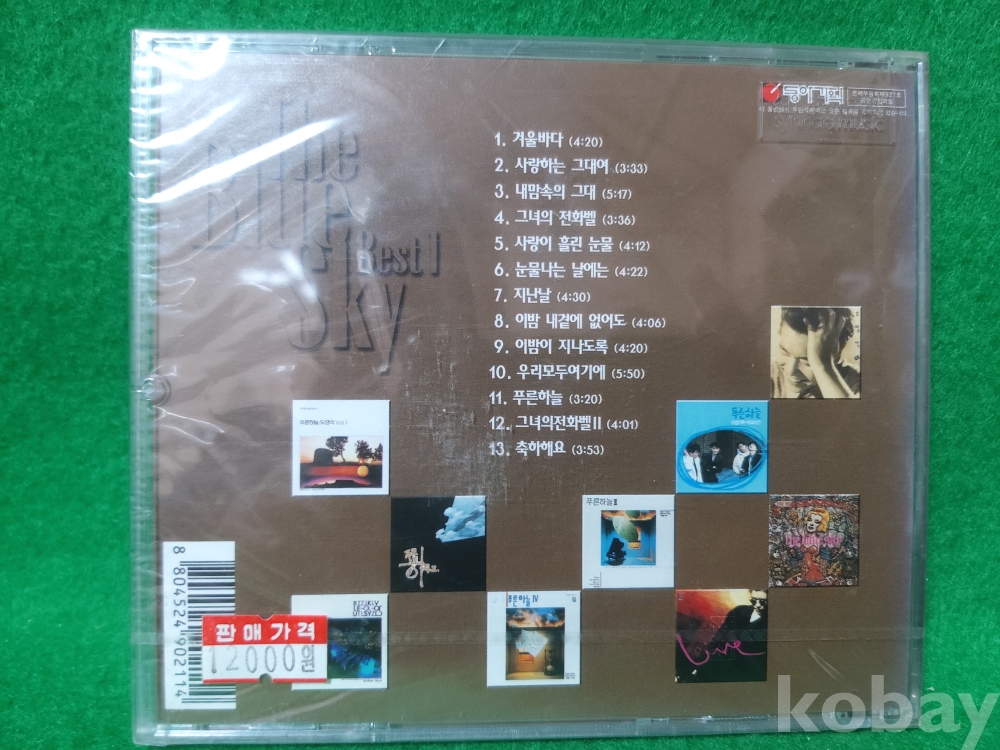 The
Blue
Sky
Best 1
동아기획
1. 겨울바다 (4:20)
2. 사랑하는 그대여 (3:33)
3. 내맘속의 그대 (5:17)
4. 그녀의 전화벨 (3:36)
5. 사랑이 흘린 눈물 (4:12)
6. 눈물나는 날에는 (4:22)
7. 지난날 (4:30)
8. 이밤 내곁에 없어도 (4:06)
9. 이밤이 지나도록 (4:20)
10. 우리모두여기에 (5:50)
11. 푸른하늘 (3:20)
12. 그녀의전화벨II (4:01)
13. 축하해요 (3:53)
푸른하늘
푸른하늘 III
푸른하늘 IV
Live
8 804524 902114
판매가격
12000원
kobay